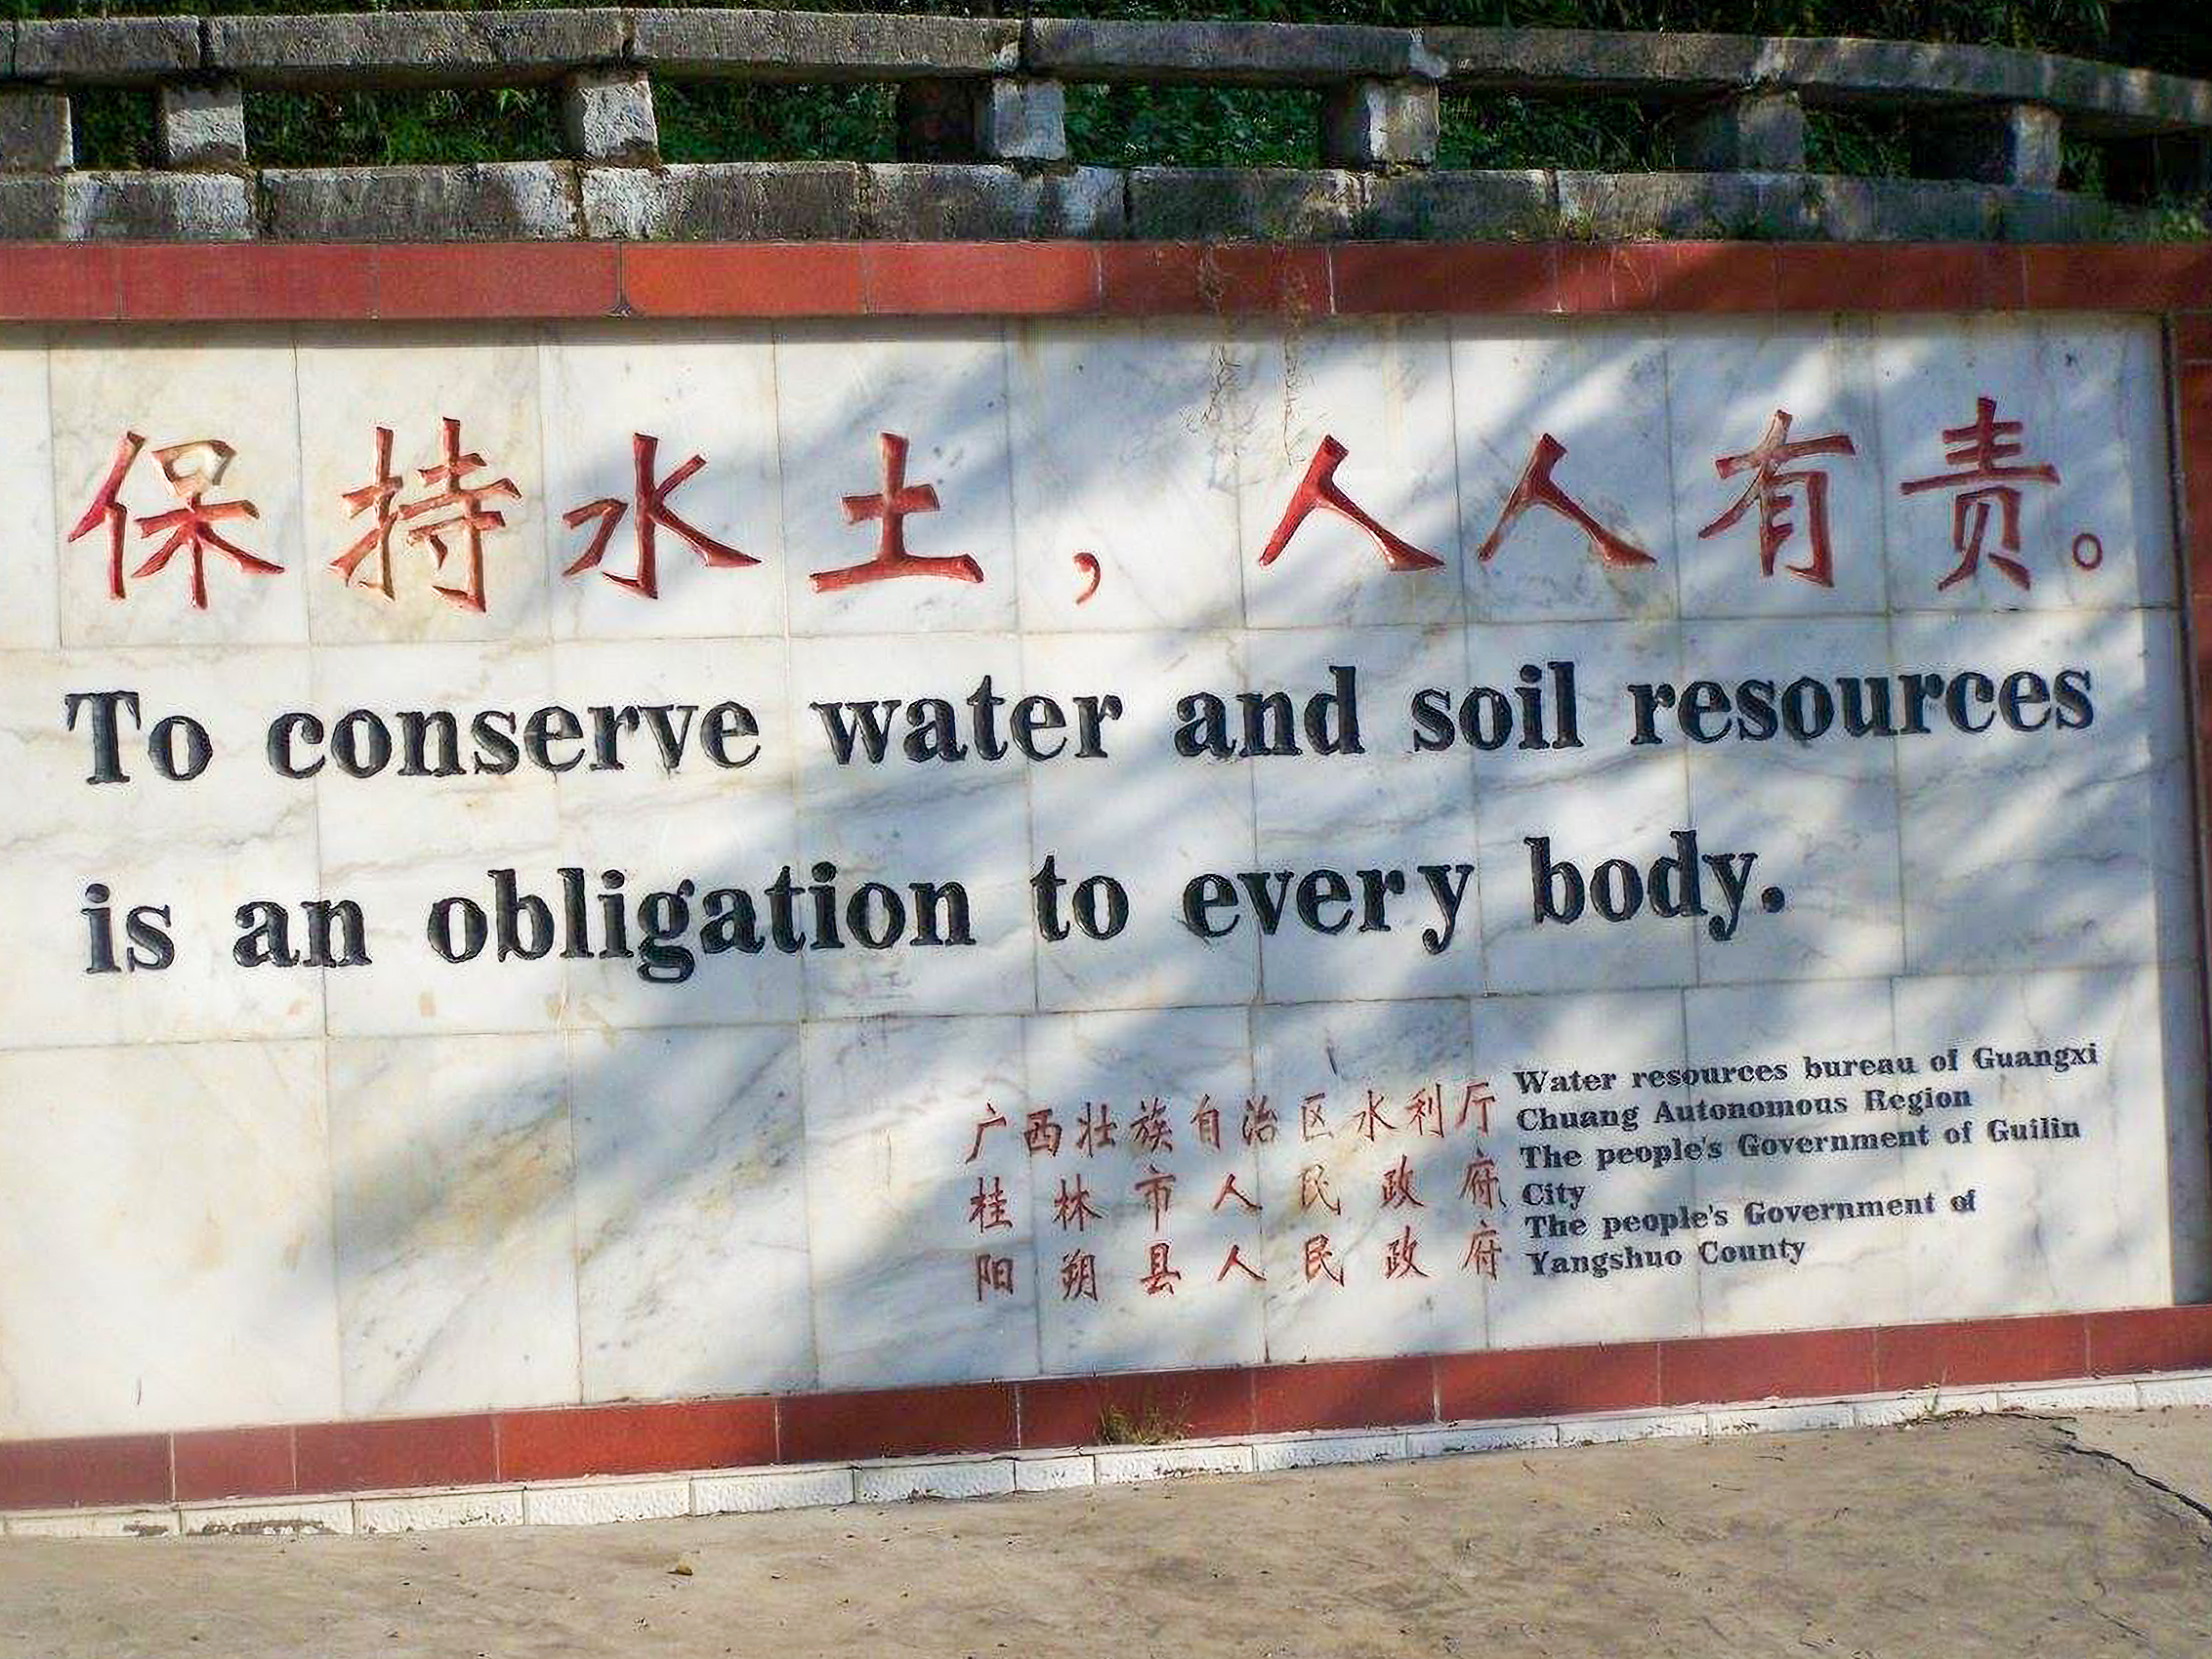 保持水土，人人有责。
To conserve water and soil resources
is an obligation to every body.
广西壮族自治区水利厅
桂林市人民政府
阳朔县人民政府
Water resources bureau of Guangxi
Chuang Autonomous Region
The people's Government of Guilin
City
The people's Government of
Yangshuo County